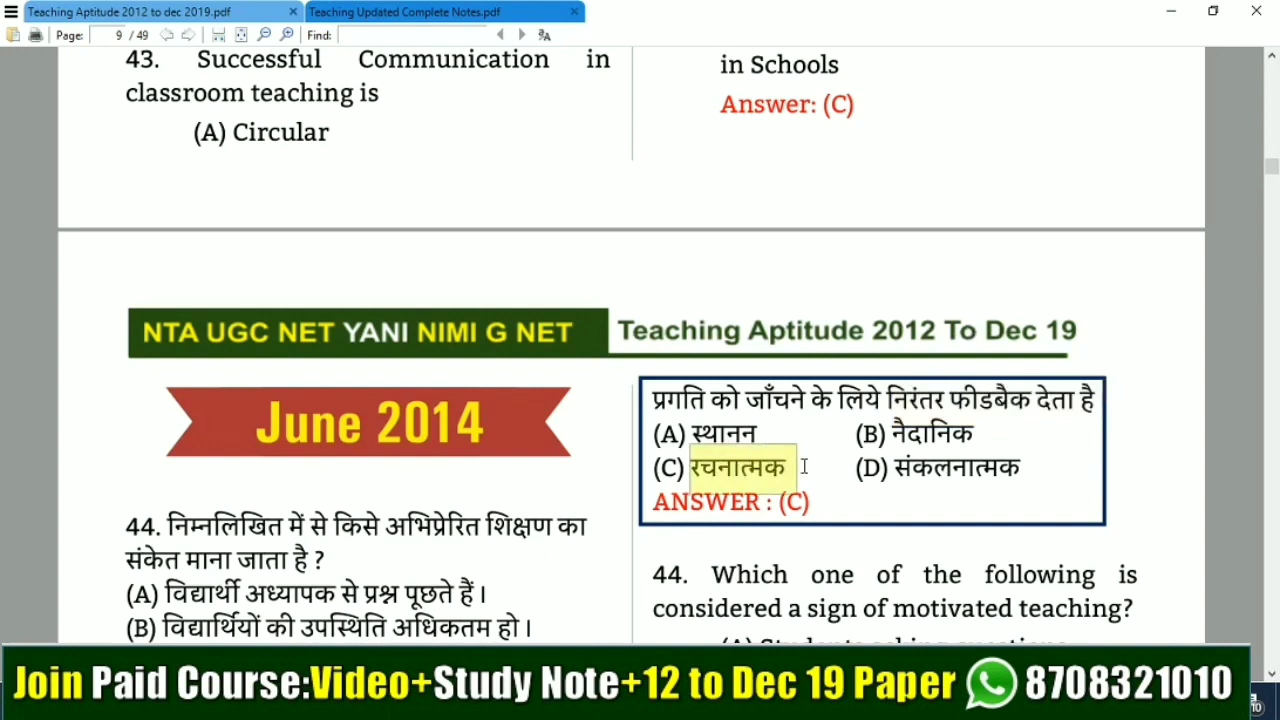 Teaching Aptitude 2012 to dec 2019.pdf
Teaching Updated Complete Notes.pdf
Page: 9 / 49
Find:
43. Successful Communication in
classroom teaching is
(A) Circular
in Schools
Answer: (C)
NTA UGC NET YANI NIMI G NET
Teaching Aptitude 2012 To Dec 19
June 2014
44. निम्नलिखित में से किसे अभिप्रेरित शिक्षण का
संकेत माना जाता है ?
(A) विद्यार्थी अध्यापक से प्रश्न पूछते हैं ।
(B) विद्यार्थियों की उपस्थिति अधिकतम हो ।
प्रगति को जाँचने के लिये निरंतर फीडबैक देता है
(A) स्थानन (B) नैदानिक
(C) रचनात्मक (D) संकलनात्मक
ANSWER : (C)
44. Which one of the following is
considered a sign of motivated teaching?
(A) Students asking questions
Join Paid Course:Video+Study Note+12 to Dec 19 Paper 8708321010